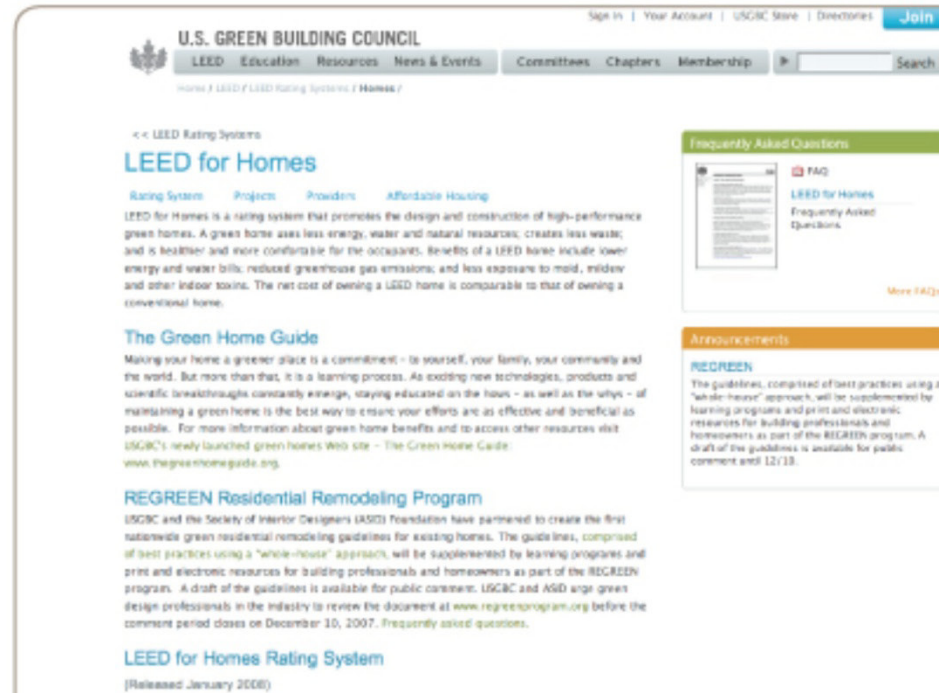 Sign In | Your Account | USGBC Store | Directories
Join
U.S. GREEN BUILDING COUNCIL
LEED Education Resources News & Events Committees Chapters Membership Search
Home / LEED / LEED Rating Systems / Homes /
<< LEED Rating Systems
LEED for Homes
Rating System Projects Providers Affordable Housing
LEED for Homes is a rating system that promotes the design and construction of high-performance
green homes. A green home uses less energy, water and natural resources; creates less waste;
and is healthier and more comfortable for the occupants. Benefits of a LEED home include lower
energy and water bills; reduced greenhouse gas emissions; and less exposure to mold, mildew
and other indoor toxins. The net cost of owning a LEED home is comparable to that of owning a
conventional home.
The Green Home Guide
Making your home a greener place is a commitment - to yourself, your family, your community and
the world. But more than that, it is a learning process. As exciting new technologies, products and
scientific breakthroughs constantly emerge, staying educated on the hows - as well as the whys - of
maintaining a green home is the best way to ensure your efforts are as effective and beneficial as
possible. For more information about green home benefits and to access other resources visit
USGBC's newly launched green homes Web site - The Green Home Guide:
www.thegreenhomeguide.org.
REGREEN Residential Remodeling Program
USGBC and the Society of Interior Designers (ASID) Foundation have partnered to create the first
nationwide green residential remodeling guidelines for existing homes. The guidelines, comprised
of best practices using a "whole-house" approach, will be supplemented by learning programs and
print and electronic resources for building professionals and homeowners as part of the REGREEN
program. A draft of the guidelines is available for public comment. USGBC and ASID urge green
design professionals in the industry to review the document at www.regreenprogram.org before the
comment period closes on December 10, 2007. Frequently asked questions.
LEED for Homes Rating System
(Released January 2008)
Frequently Asked Questions
FAQ
LEED for Homes
Frequently Asked
Questions
More FAQs
Announcements
REGREEN
The guidelines, comprised of best practices using a
"whole-house" approach, will be supplemented by
learning programs and print and electronic
resources for building professionals and
homeowners as part of the REGREEN program. A
draft of the guidelines is available for public
comment until 12/10.